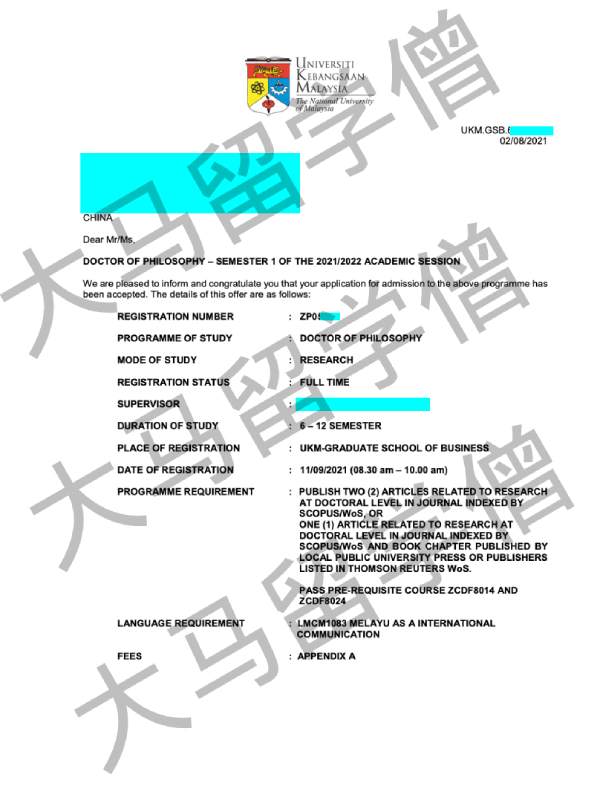 UNIVERSITI
KEBANGSAAN
MALAYSIA
The National University
of Malaysia
UKM.GSB.
02/08/2021
CHINA
Dear Mr/Ms,
DOCTOR OF PHILOSOPHY – SEMESTER 1 OF THE 2021/2022 ACADEMIC SESSION
We are pleased to inform and congratulate you that your application for admission to the above programme has
been accepted. The details of this offer are as follows:
REGISTRATION NUMBER : ZP05
PROGRAMME OF STUDY : DOCTOR OF PHILOSOPHY
MODE OF STUDY : RESEARCH
REGISTRATION STATUS : FULL TIME
SUPERVISOR :
DURATION OF STUDY : 6 – 12 SEMESTER
PLACE OF REGISTRATION : UKM-GRADUATE SCHOOL OF BUSINESS
DATE OF REGISTRATION : 11/09/2021 (08.30 am – 10.00 am)
PROGRAMME REQUIREMENT : PUBLISH TWO (2) ARTICLES RELATED TO RESEARCH
AT DOCTORAL LEVEL IN JOURNAL INDEXED BY
SCOPUS/WoS, OR
ONE (1) ARTICLE RELATED TO RESEARCH AT
DOCTORAL LEVEL IN JOURNAL INDEXED BY
SCOPUS/WoS AND BOOK CHAPTER PUBLISHED BY
LOCAL PUBLIC UNIVERSITY PRESS OR PUBLISHERS
LISTED IN THOMSON REUTERS WoS.
PASS PRE-REQUISITE COURSE ZCDF8014 AND
ZCDF8024
LANGUAGE REQUIREMENT : LMCM1083 MELAYU AS A INTERNATIONAL
COMMUNICATION
FEES : APPENDIX A
大马留学僧
大马留学僧
大马留学僧